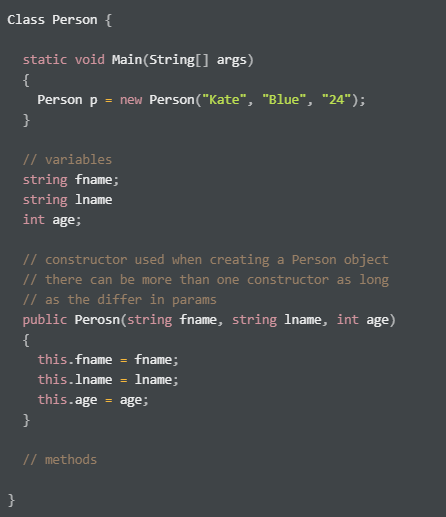 Class Person {
static void Main(String[] args)
{
Person p = new Person("Kate", "Blue", "24");
}
// variables
string fname;
string lname
int age;
// constructor used when creating a Person object
// there can be more than one constructor as long
// as the differ in params
public Perosn(string fname, string lname, int age)
{
this.fname = fname;
this.lname = lname;
this.age = age;
}
// methods
}